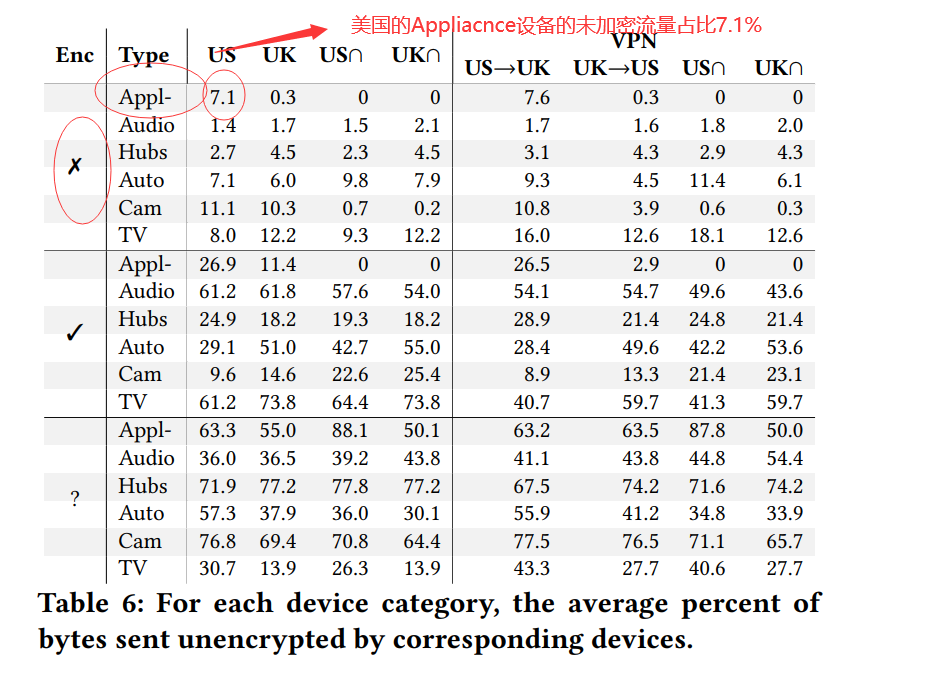 美国的Appliacnce设备的未加密流量占比7.1%
VPN
Enc Type US UK US∩ UK∩ US→UK UK→US US∩ UK∩
Appl- 7.1 0.3 0 0 7.6 0.3 0 0
Audio 1.4 1.7 1.5 2.1 1.7 1.6 1.8 2.0
✗ Hubs 2.7 4.5 2.3 4.5 3.1 4.3 2.9 4.3
Auto 7.1 6.0 9.8 7.9 9.3 4.5 11.4 6.1
Cam 11.1 10.3 0.7 0.2 10.8 3.9 0.6 0.3
TV 8.0 12.2 9.3 12.2 16.0 12.6 18.1 12.6
Appl- 26.9 11.4 0 0 26.5 2.9 0 0
Audio 61.2 61.8 57.6 54.0 54.1 54.7 49.6 43.6
✓ Hubs 24.9 18.2 19.3 18.2 28.9 21.4 24.8 21.4
Auto 29.1 51.0 42.7 55.0 28.4 49.6 42.2 53.6
Cam 9.6 14.6 22.6 25.4 8.9 13.3 21.4 23.1
TV 61.2 73.8 64.4 73.8 40.7 59.7 41.3 59.7
Appl- 63.3 55.0 88.1 50.1 63.2 63.5 87.8 50.0
Audio 36.0 36.5 39.2 43.8 41.1 43.8 44.8 54.4
? Hubs 71.9 77.2 77.8 77.2 67.5 74.2 71.6 74.2
Auto 57.3 37.9 36.0 30.1 55.9 41.2 34.8 33.9
Cam 76.8 69.4 70.8 64.4 77.5 76.5 71.1 65.7
TV 30.7 13.9 26.3 13.9 43.3 27.7 40.6 27.7
Table 6: For each device category, the average percent of
bytes sent unencrypted by corresponding devices.